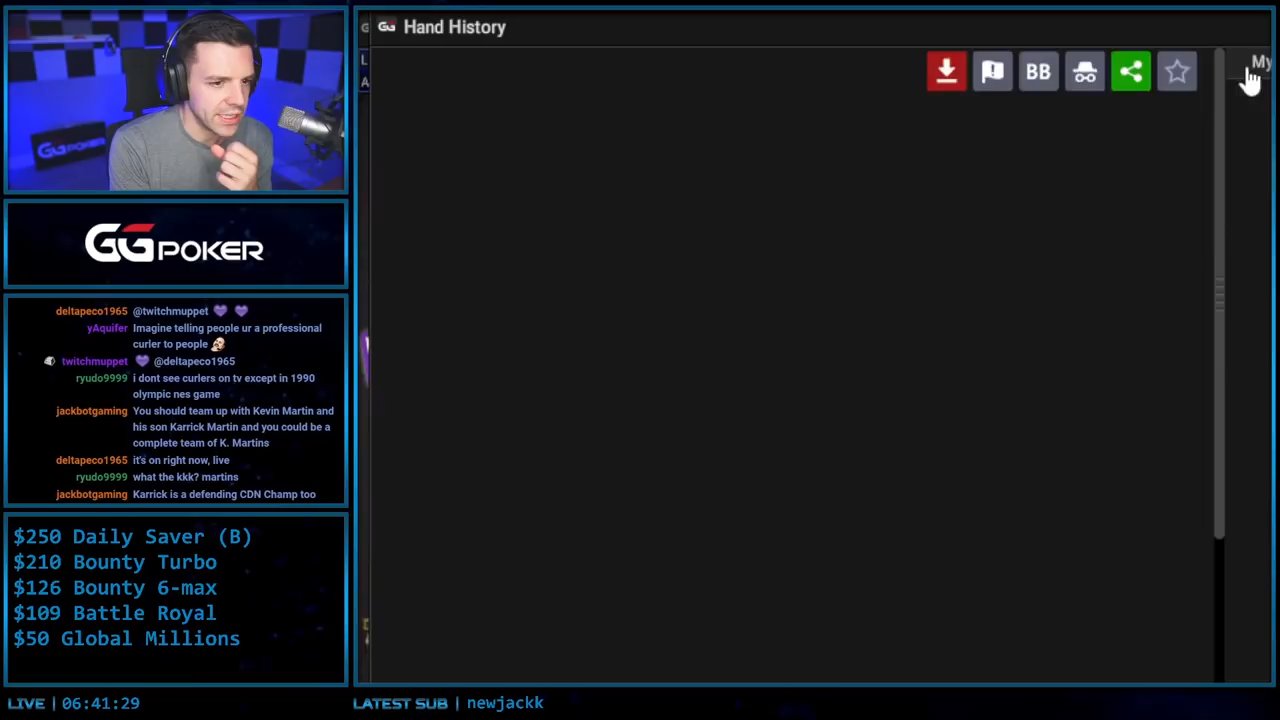 GG Hand History
BB
My
GGPOKER
GGPOKER
deltapeco1965 @twitchmuppet
yAquifer Imagine telling people ur a professional
curler to people
twitchmuppet @deltapeco1965
ryudo9999 i dont see curlers on tv except in 1990
olympic nes game
jackbotgaming You should team up with Kevin Martin and
his son Karrick Martin and you could be a
complete team of K. Martins
deltapeco1965 it's on right now, live
ryudo9999 what the kkk? martins
jackbotgaming Karrick is a defending CDN Champ too
$250 Daily Saver (B)
$210 Bounty Turbo
$126 Bounty 6-max
$109 Battle Royal
$50 Global Millions
LIVE | 06:41:29
LATEST SUB | newjackk